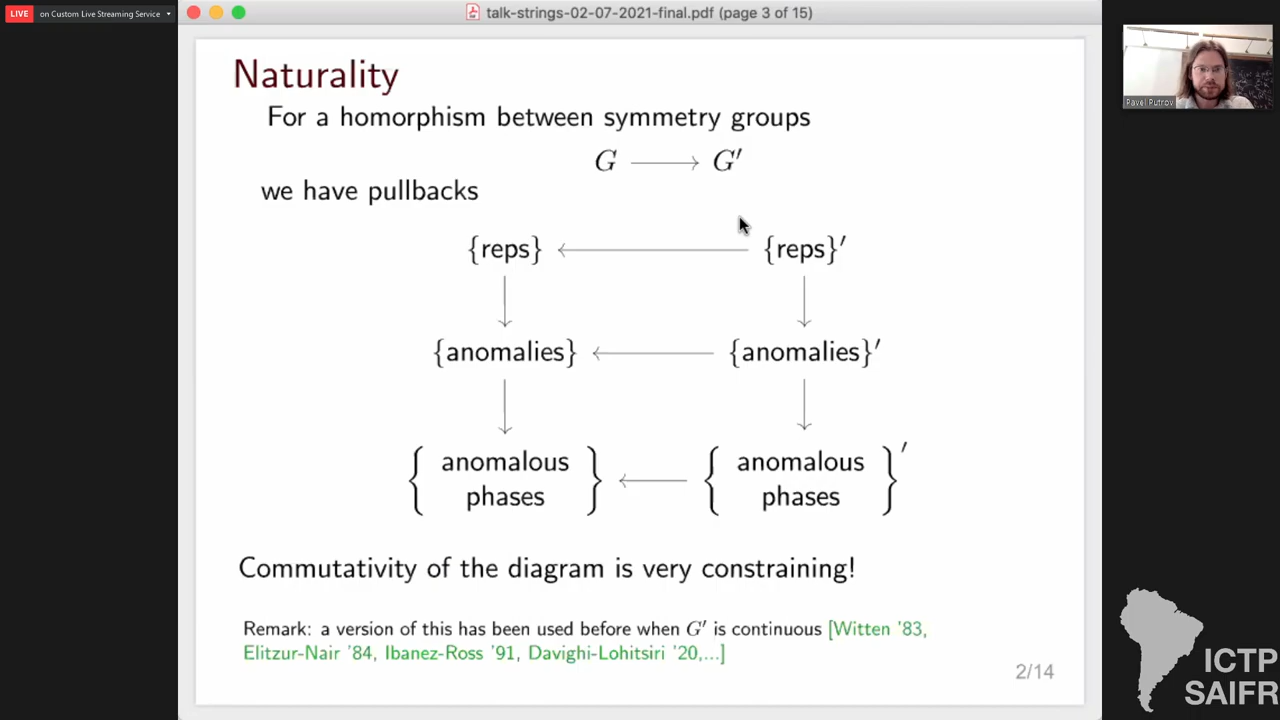 LIVE on Custom Live Streaming Service
talk-strings-02-07-2021-final.pdf (page 3 of 15)
Pavel Putrov
Naturality
For a homorphism between symmetry groups
G ⟶ G′
we have pullbacks
{reps} ⟵ {reps}′
{anomalies} ⟵ {anomalies}′
{ anomalous phases } ⟵ { anomalous phases }′
Commutativity of the diagram is very constraining!
Remark: a version of this has been used before when G′ is continuous [Witten '83,
Elitzur-Nair '84, Ibanez-Ross '91, Davighi-Lohitsiri '20,...]
2/14
ICTP
SAIFR